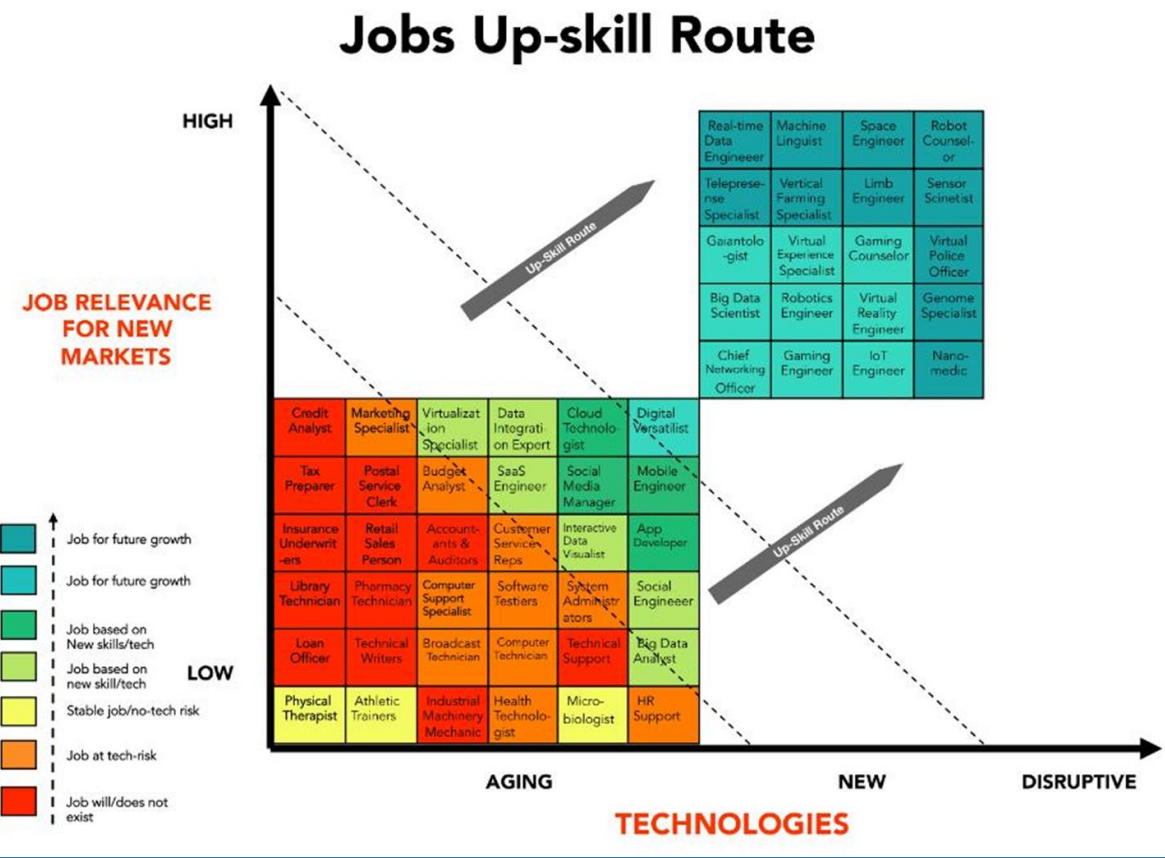 Jobs Up-skill Route
HIGH
JOB RELEVANCE
FOR NEW
MARKETS
LOW
Up-Skill Route
Up-Skill Route
Real-time
Data
Engineeer
Machine
Linguist
Space
Engineer
Robot
Counsel-
or
Teleprese-
nse
Specialist
Vertical
Farming
Specialist
Limb
Engineer
Sensor
Scinetist
Gaiantolo
-gist
Virtual
Experience
Specialist
Gaming
Counselor
Virtual
Police
Officer
Big Data
Scientist
Robotics
Engineer
Virtual
Reality
Engineer
Genome
Specialist
Chief
Networking
Officer
Gaming
Engineer
IoT
Engineer
Nano-
medic
Credit
Analyst
Marketing
Specialist
Virtualizat
ion
Specialist
Data
Integrati-
on Expert
Cloud
Technolo-
gist
Digital
Versatilist
Tax
Preparer
Postal
Service
Clerk
Budget
Analyst
SaaS
Engineer
Social
Media
Manager
Mobile
Engineer
Insurance
Underwrit
-ers
Retail
Sales
Person
Account-
ants &
Auditors
Customer
Service
Reps
Interactive
Data
Visualist
App
Developer
Library
Technician
Pharmacy
Technician
Computer
Support
Specialist
Software
Testiers
System
Administr
ators
Social
Engineeer
Loan
Officer
Technical
Writers
Broadcast
Technician
Computer
Technician
Technical
Support
Big Data
Analyst
Physical
Therapist
Athletic
Trainers
Industrial
Machinery
Mechanic
Health
Technolo-
gist
Micro-
biologist
HR
Support
Job for future growth
Job for future growth
Job based on
New skills/tech
Job based on
new skill/tech
Stable job/no-tech risk
Job at tech-risk
Job will/does not
exist
AGING
NEW
DISRUPTIVE
TECHNOLOGIES